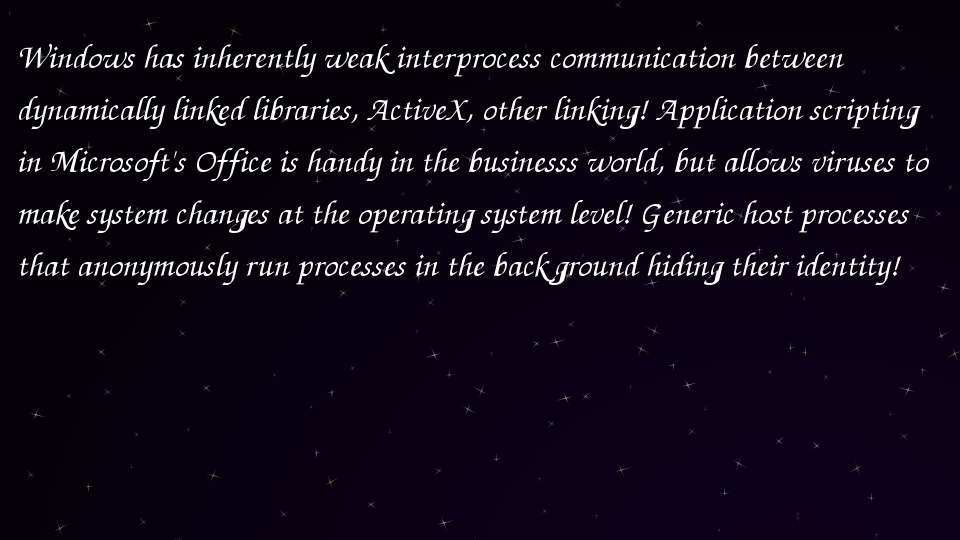 Windows has inherently weak interprocess communication between
dynamically linked libraries, ActiveX, other linking! Application scripting
in Microsoft's Office is handy in the businesss world, but allows viruses to
make system changes at the operating system level! Generic host processes
that anonymously run processes in the background hiding their identity!